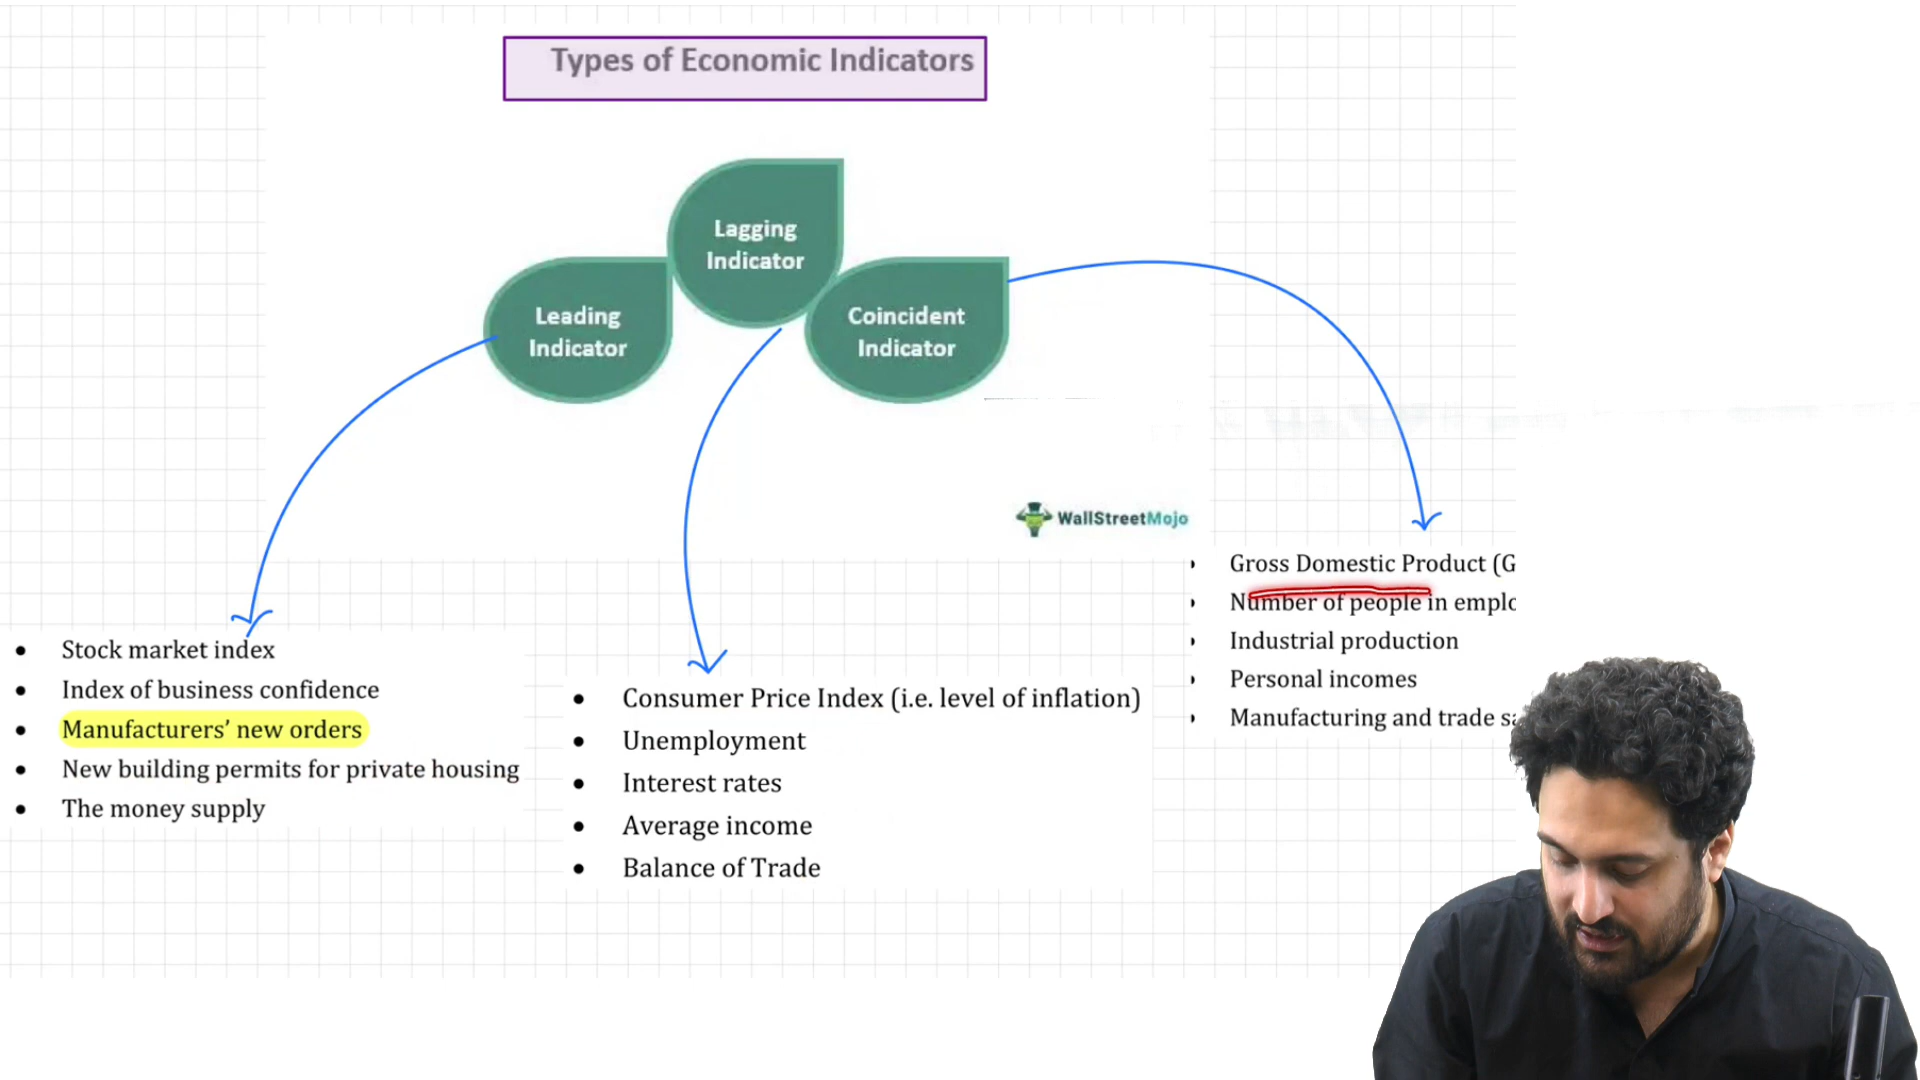 Types of Economic Indicators
Lagging
Indicator
Leading
Indicator
Coincident
Indicator
WallStreetMojo
• Stock market index
• Index of business confidence
• Manufacturers’ new orders
• New building permits for private housing
• The money supply
• Consumer Price Index (i.e. level of inflation)
• Unemployment
• Interest rates
• Average income
• Balance of Trade
• Gross Domestic Product (G
• Number of people in emplo
• Industrial production
• Personal incomes
• Manufacturing and trade sa